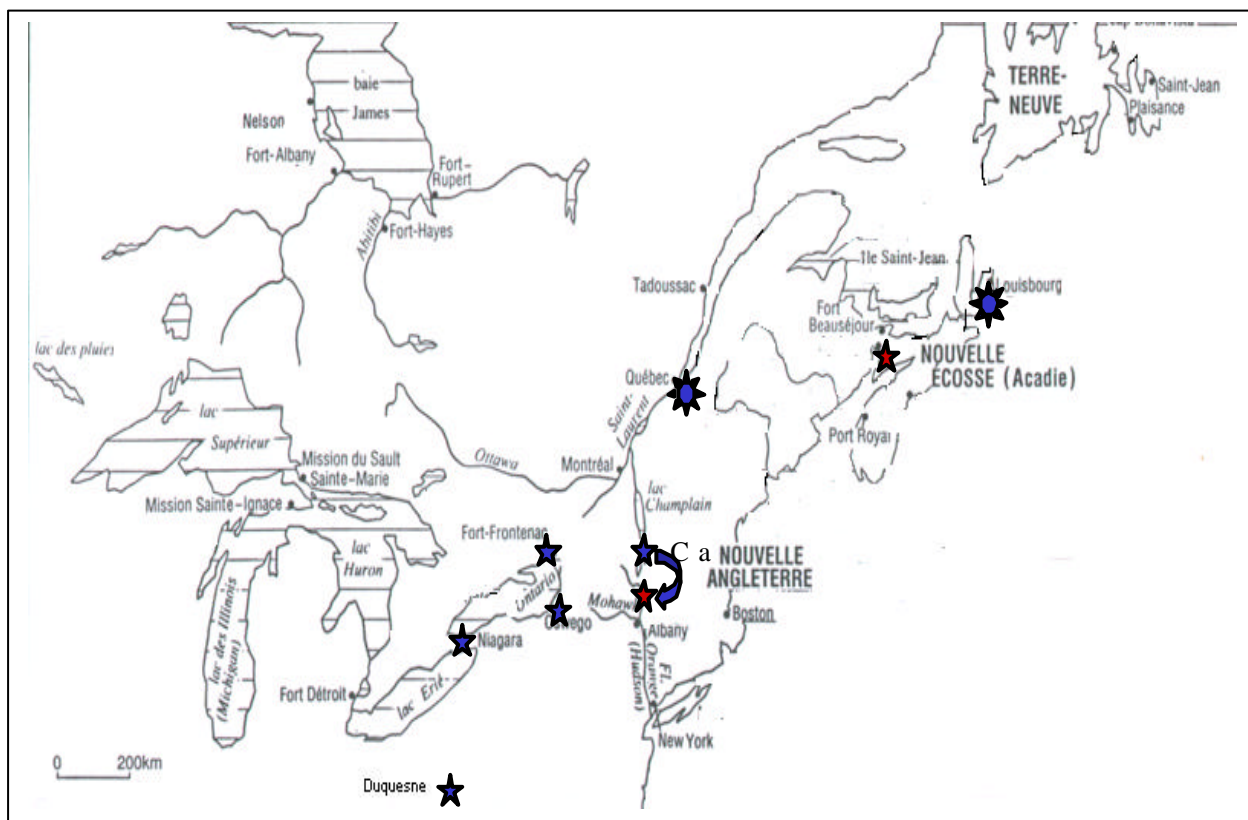 TERRE-
NEUVE
Saint-Jean
Plaisance
baie
James
Nelson
Fort-Albany
Fort-
Rupert
Abitibi
Fort-Hayes
Ile Saint-Jean
Tadoussac
Louisbourg
Fort
Beauséjour
lac des pluies
NOUVELLE
ÉCOSSE (Acadie)
Québec
lac
Supérieur
Saint-
Laurent
Port Royal
Ottawa
Montréal
Mission du Sault
Sainte-Marie
Mission Sainte-Ignace
lac
Champlain
Fort-Frontenac
lac
Huron
C a
NOUVELLE
ANGLETERRE
Ontario
Mohawk
Boston
Oswego
Albany
Niagara
lac des Illinois
(Michigan)
Fort Détroit
lac Erié
Fl.
Orange
(Hudson)
New York
0 200km
Duquesne